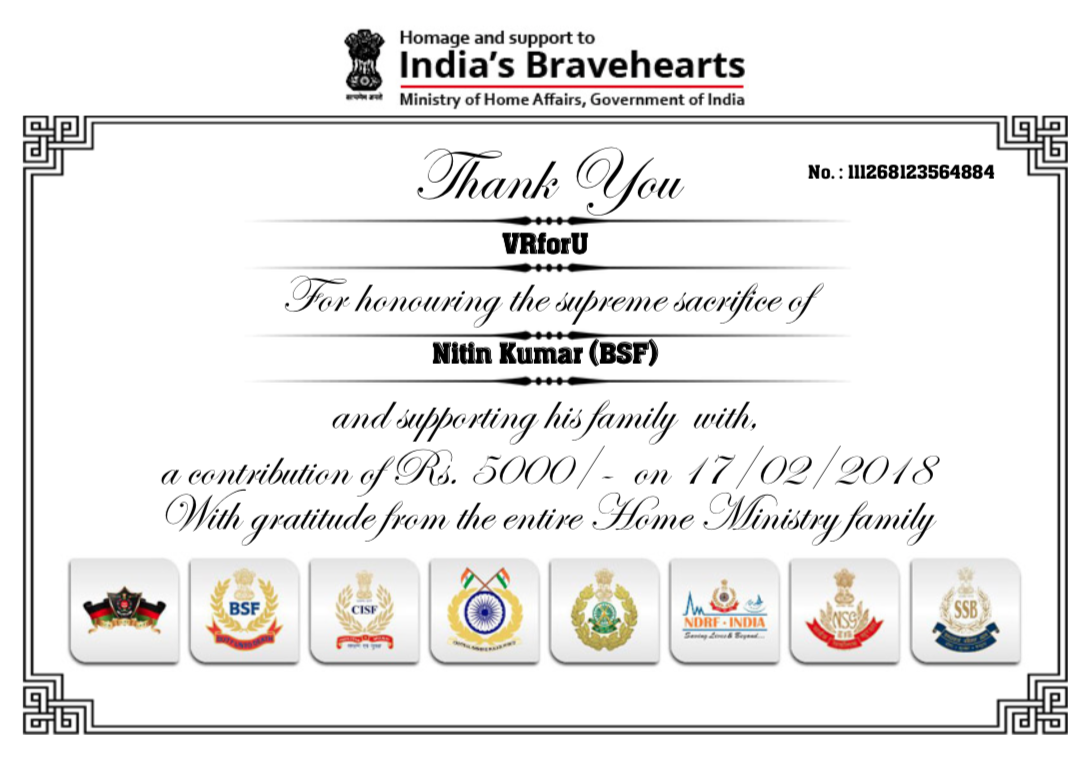 Homage and support to
India's Bravehearts
Ministry of Home Affairs, Government of India
सत्यमेव जयते
Thank You
No. : 111268123564884
VRforU
For honouring the supreme sacrifice of
Nitin Kumar (BSF)
and supporting his family with,
a contribution of Rs. 5000/- on 17/02/2018
With gratitude from the entire Home Ministry family
BSF
CISF
NDRF - INDIA
Saving Lives & Beyond...
NSG
SSB